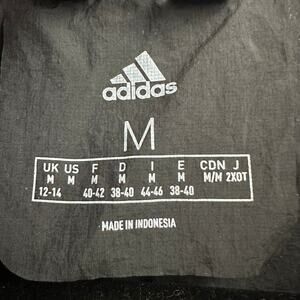 adidas
M
UK US F D I E CDN J
M M M M M M M/M 2XOT
12-14 40-42 38-40 44-46 38-40
MADE IN INDONESIA